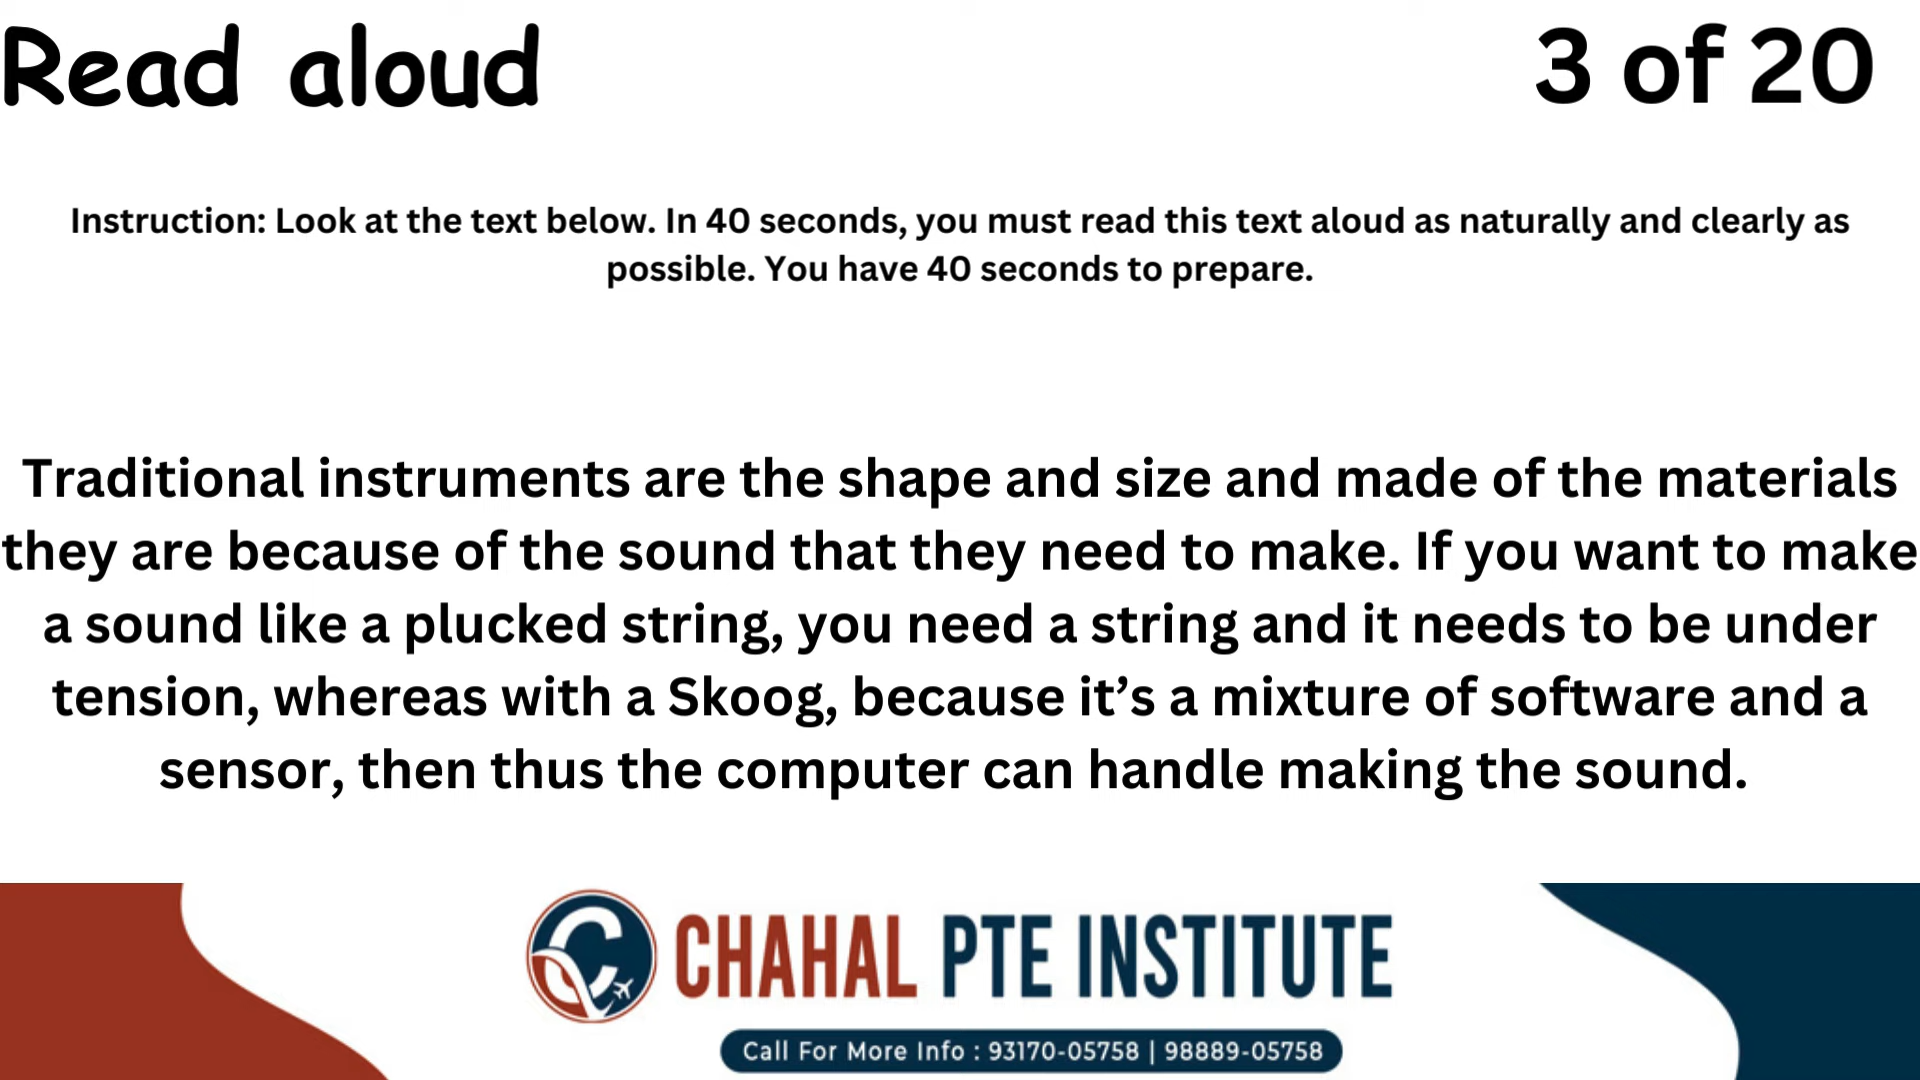 Read aloud
3 of 20
Instruction: Look at the text below. In 40 seconds, you must read this text aloud as naturally and clearly as
possible. You have 40 seconds to prepare.
Traditional instruments are the shape and size and made of the materials
they are because of the sound that they need to make. If you want to make
a sound like a plucked string, you need a string and it needs to be under
tension, whereas with a Skoog, because it’s a mixture of software and a
sensor, then thus the computer can handle making the sound.
CHAHAL PTE INSTITUTE
Call For More Info : 93170-05758 | 98889-05758